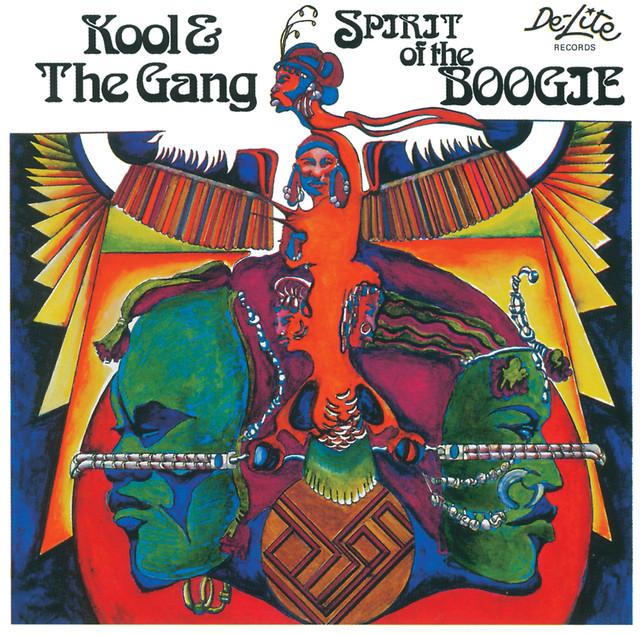 Kool &
The Gang
SPIRIT
of the
BOOGIE
De-Lite
RECORDS